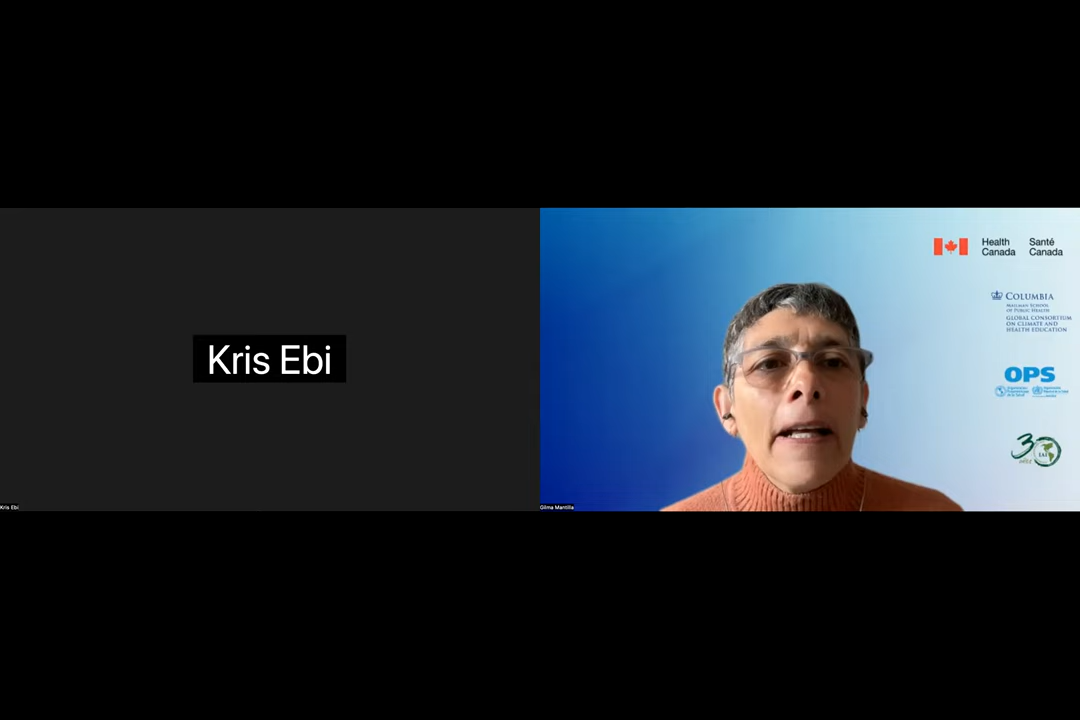 Kris Ebi
Kris Ebi
Health Canada
Santé Canada
COLUMBIA
MAILMAN SCHOOL
OF PUBLIC HEALTH
GLOBAL CONSORTIUM
ON CLIMATE AND
HEALTH EDUCATION
OPS
30
IAI
Gilma Mantilla